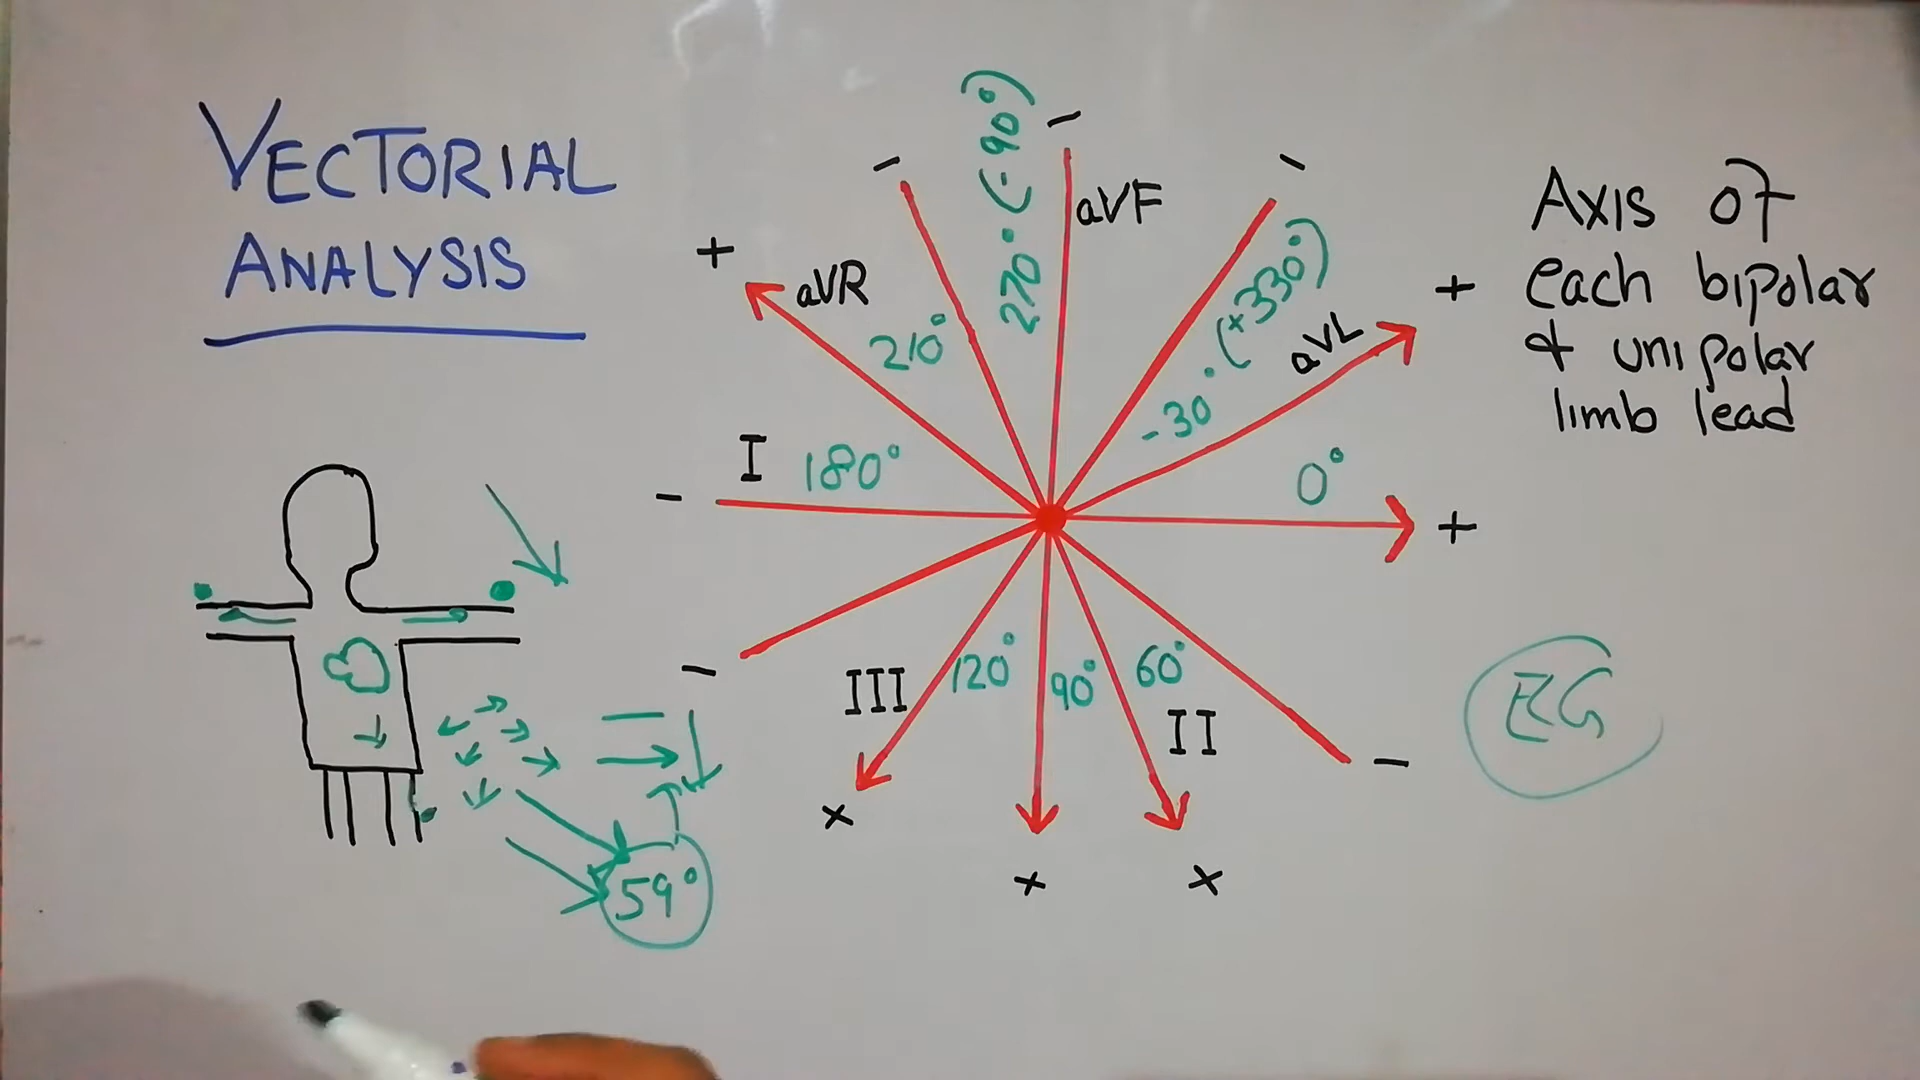 VECTORIAL
ANALYSIS
Axis of
each bipolar
& unipolar
limb lead
-
-
-
+
aVR
210°
270° (-90°)
aVF
-30° (+330°)
aVL
+
-
I
180°
0°
+
-
III
120°
90°
60°
II
-
+
+
+
59°
ECG